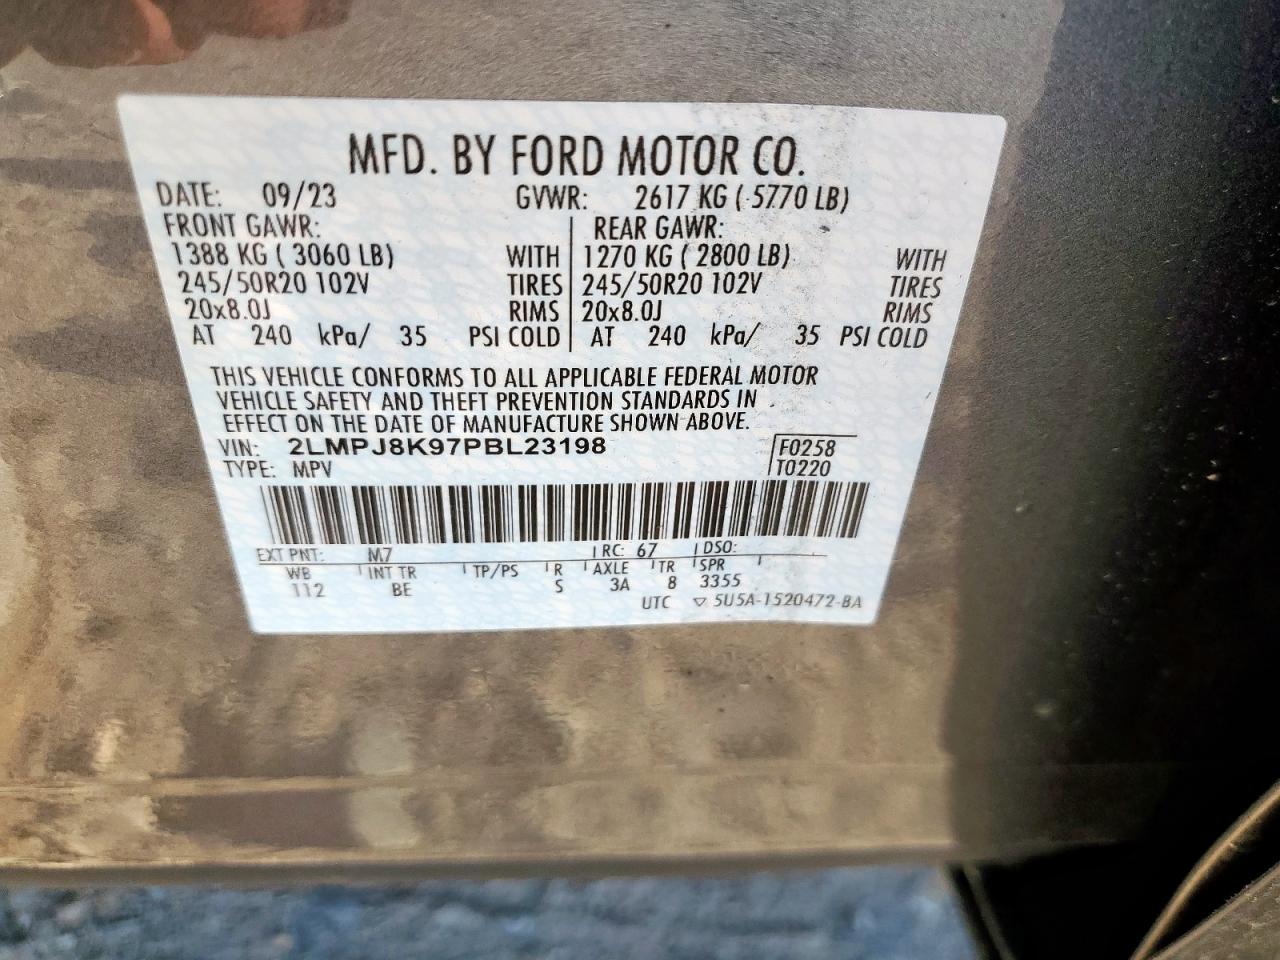 MFD. BY FORD MOTOR CO.
DATE: 09/23 GVWR: 2617 KG ( 5770 LB)
FRONT GAWR: REAR GAWR:
1388 KG ( 3060 LB) WITH 1270 KG ( 2800 LB) WITH
245/50R20 102V TIRES 245/50R20 102V TIRES
20x8.0J RIMS 20x8.0J RIMS
AT 240 kPa/ 35 PSI COLD AT 240 kPa/ 35 PSI COLD
THIS VEHICLE CONFORMS TO ALL APPLICABLE FEDERAL MOTOR
VEHICLE SAFETY AND THEFT PREVENTION STANDARDS IN
EFFECT ON THE DATE OF MANUFACTURE SHOWN ABOVE.
VIN: 2LMPJ8K97PBL23198 F0258
TYPE: MPV T0220
EXT PNT: M7 RC: 67 DSO:
WB INT TR TP/PS R AXLE TR SPR
112 BE S 3A 8 3355
UTC ▽ 5U5A-1520472-BA